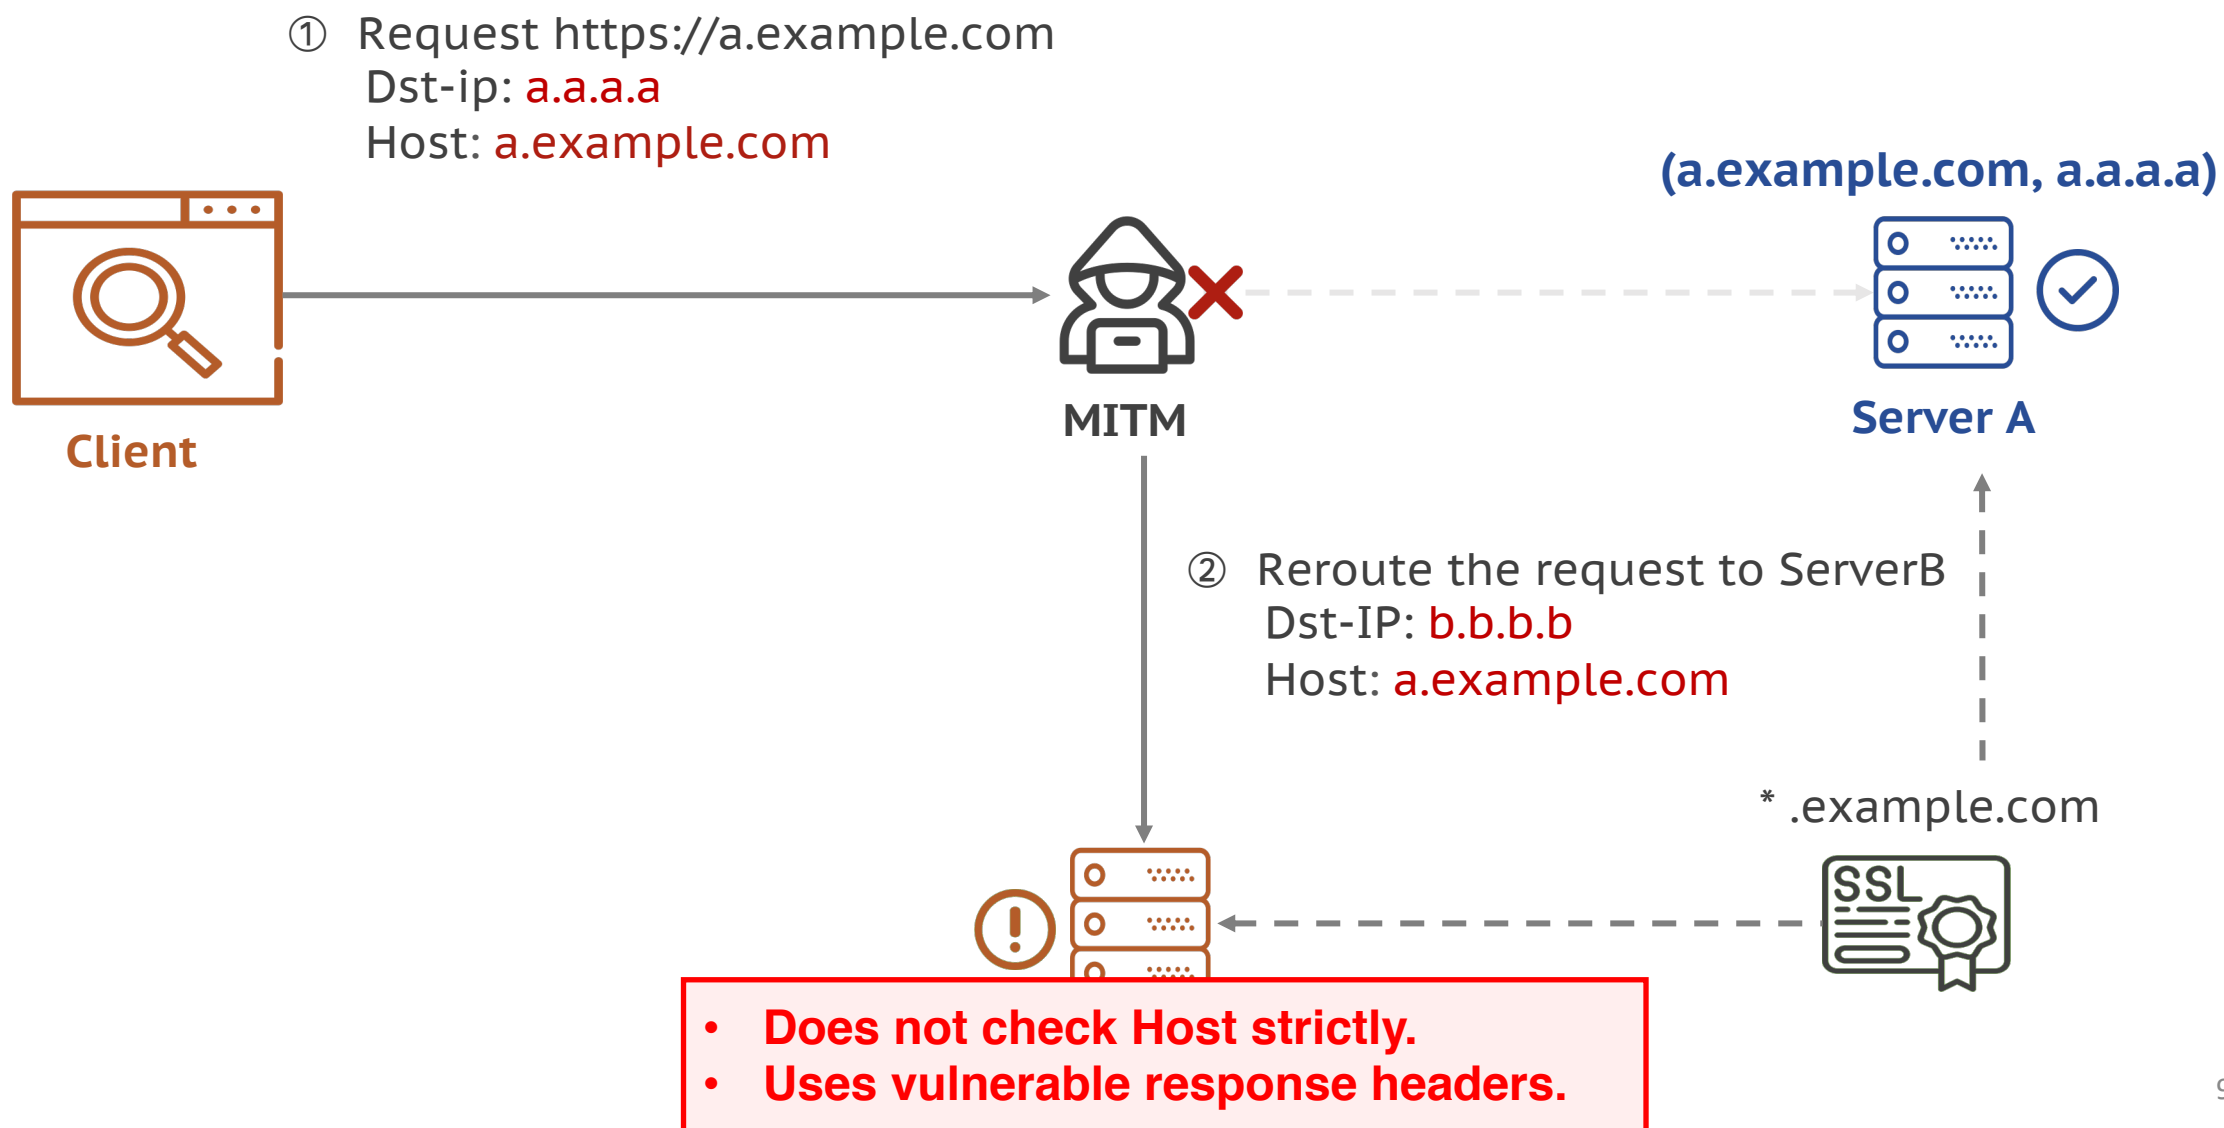 ① Request https://a.example.com
Dst-ip: a.a.a.a
Host: a.example.com
(a.example.com, a.a.a.a)
Client
MITM
Server A
② Reroute the request to ServerB
Dst-IP: b.b.b.b
Host: a.example.com
* .example.com
SSL
• Does not check Host strictly.
• Uses vulnerable response headers.